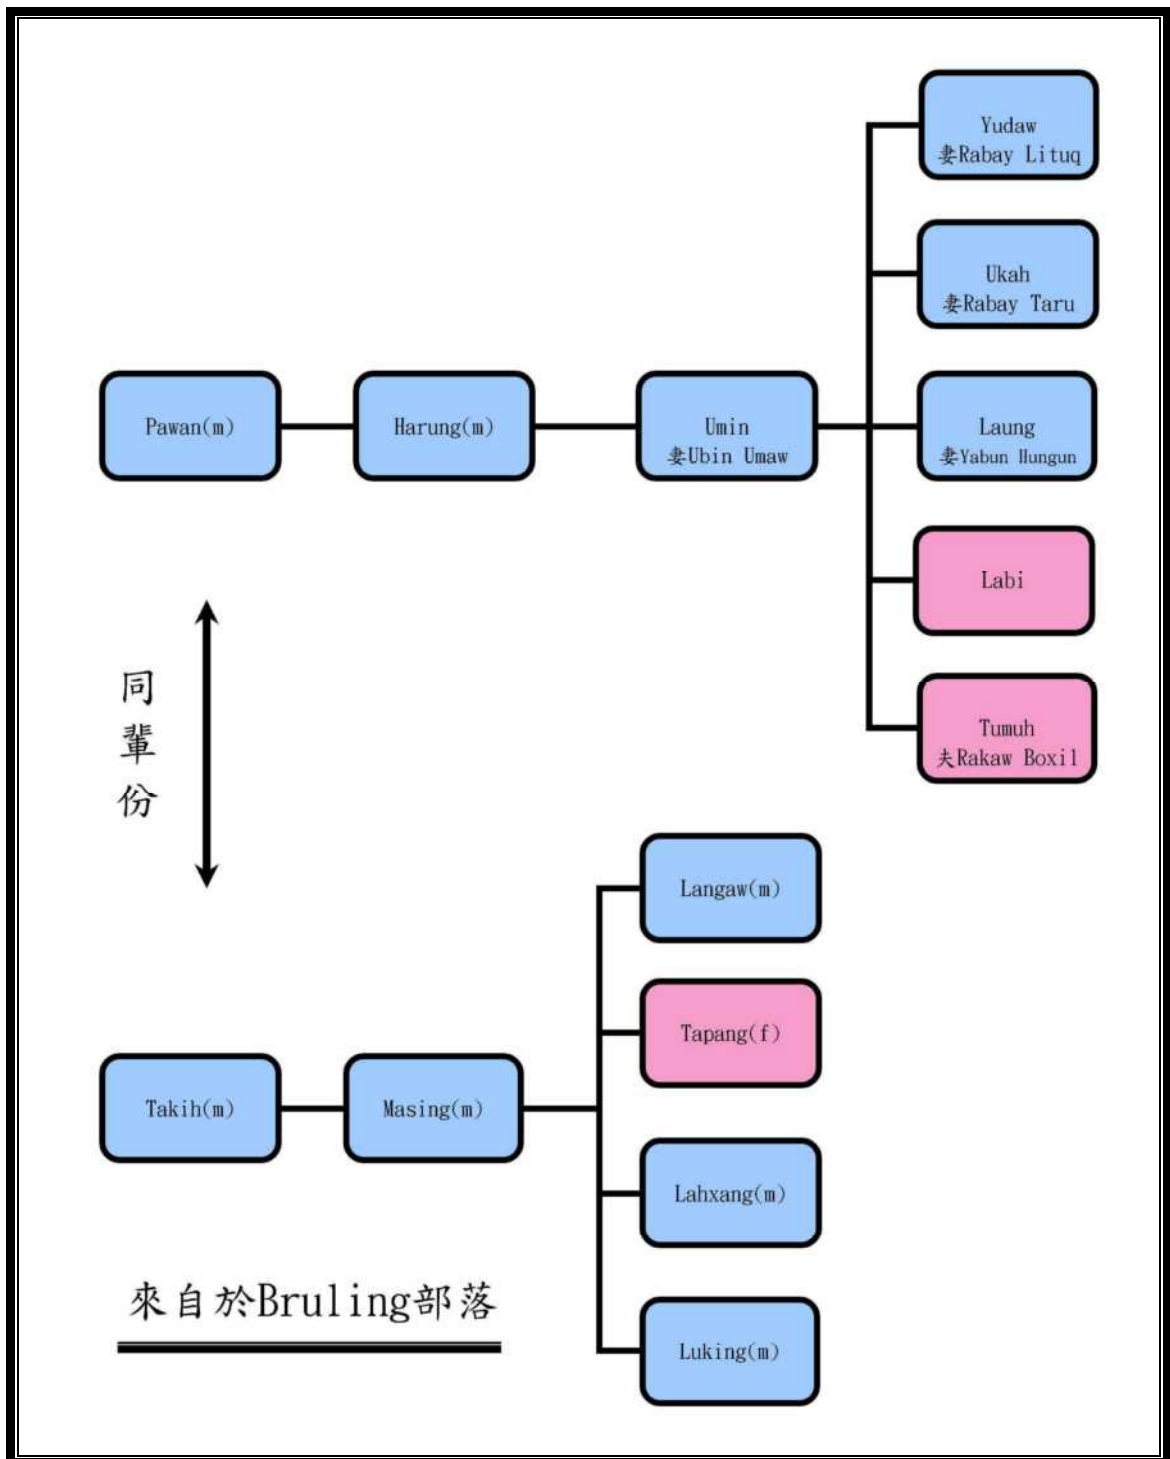 Yudaw
妻Rabay Lituq
Ukah
妻Rabay Taru
Pawan(m)
Harung(m)
Umin
妻Ubin Umaw
Laung
妻Yabun Hungun
Labi
Tumuh
夫Rakaw Boxil
同
輩
份
Langaw(m)
Tapang(f)
Takih(m)
Masing(m)
Lahxang(m)
Luking(m)
來自於Bruling部落